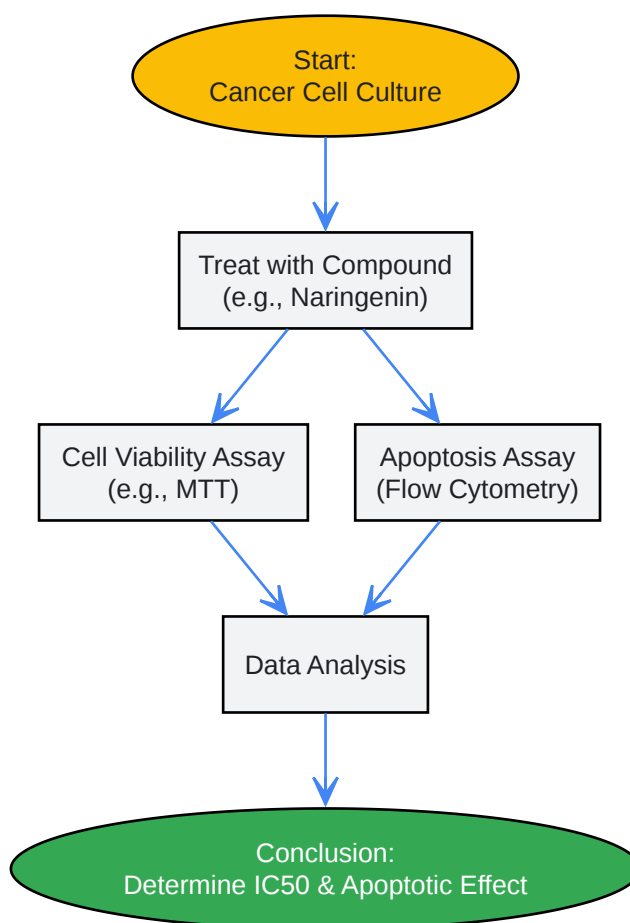 Start:
Cancer Cell Culture
Treat with Compound
(e.g., Naringenin)
Cell Viability Assay
(e.g., MTT)
Apoptosis Assay
(Flow Cytometry)
Data Analysis
Conclusion:
Determine IC50 & Apoptotic Effect